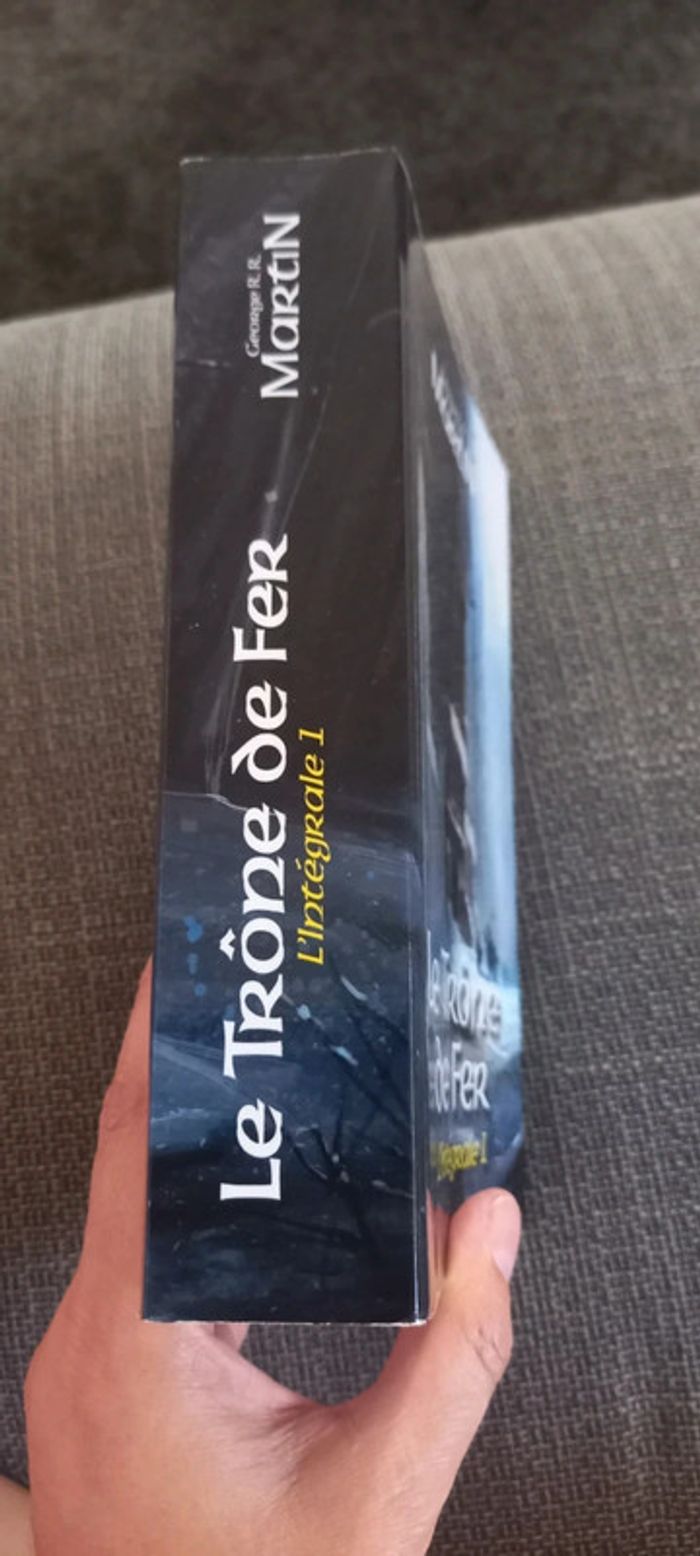 George R. R.
Martin
Le Trône de Fer
L'Intégrale 1
Le Trône
de Fer